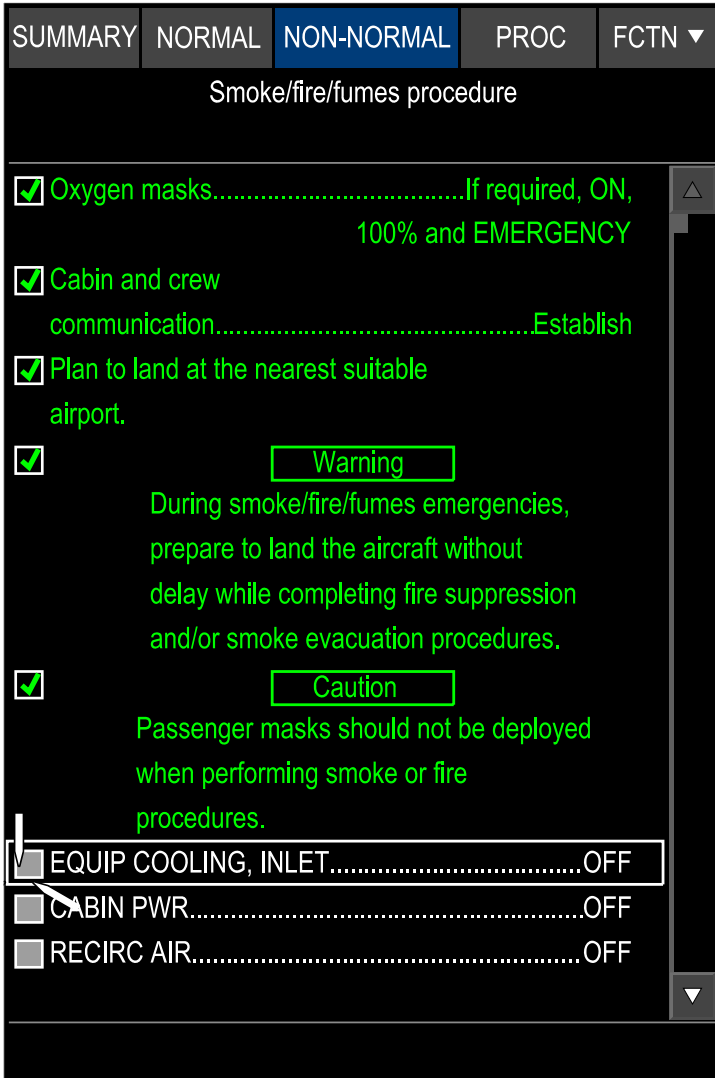 SUMMARY NORMAL NON-NORMAL PROC FCTN
Smoke/fire/fumes procedure
Oxygen masks....................................If required, ON,
100% and EMERGENCY
Cabin and crew
communication.............................................Establish
Plan to land at the nearest suitable
airport.
Warning
During smoke/fire/fumes emergencies,
prepare to land the aircraft without
delay while completing fire suppression
and/or smoke evacuation procedures.
Caution
Passenger masks should not be deployed
when performing smoke or fire
procedures.
EQUIP COOLING, INLET....................................OFF
CABIN PWR........................................................OFF
RECIRC AIR.......................................................OFF